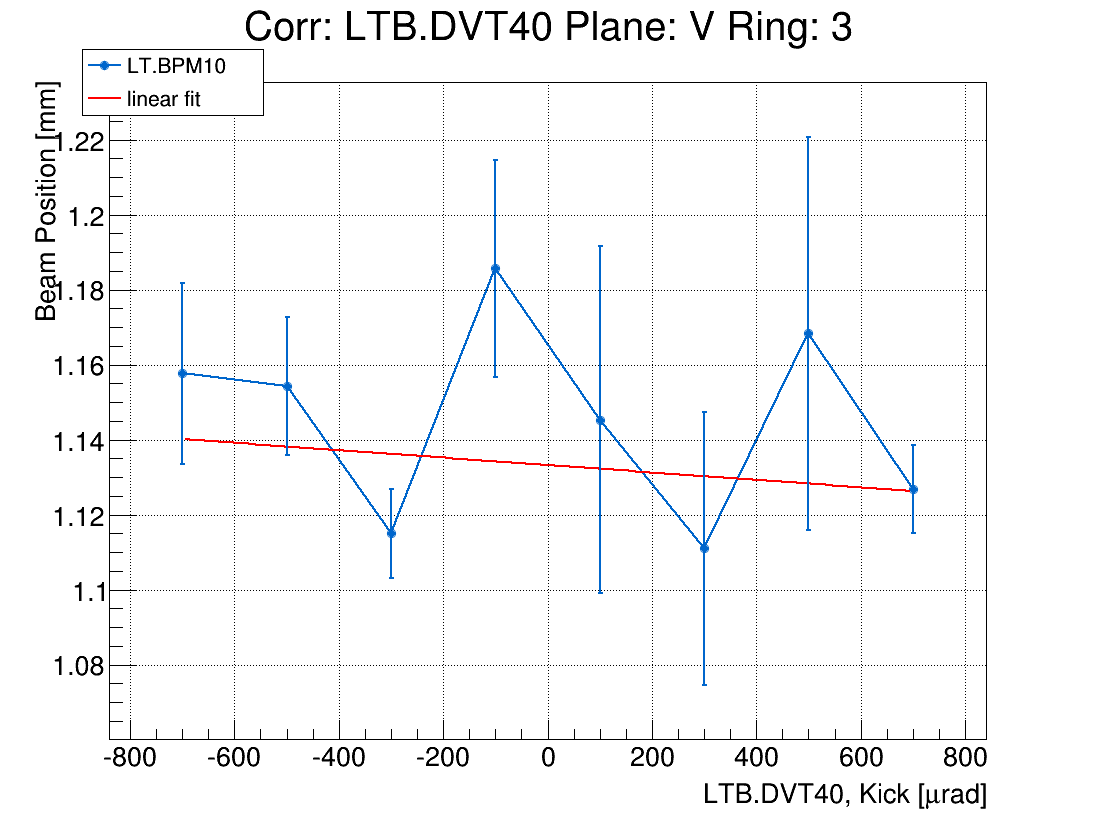 Corr: LTB.DVT40 Plane: V Ring: 3
LT.BPM10
linear fit
Beam Position [mm]
1.22
1.2
1.18
1.16
1.14
1.12
1.1
1.08
-800 -600 -400 -200 0 200 400 600 800
LTB.DVT40, Kick [μrad]